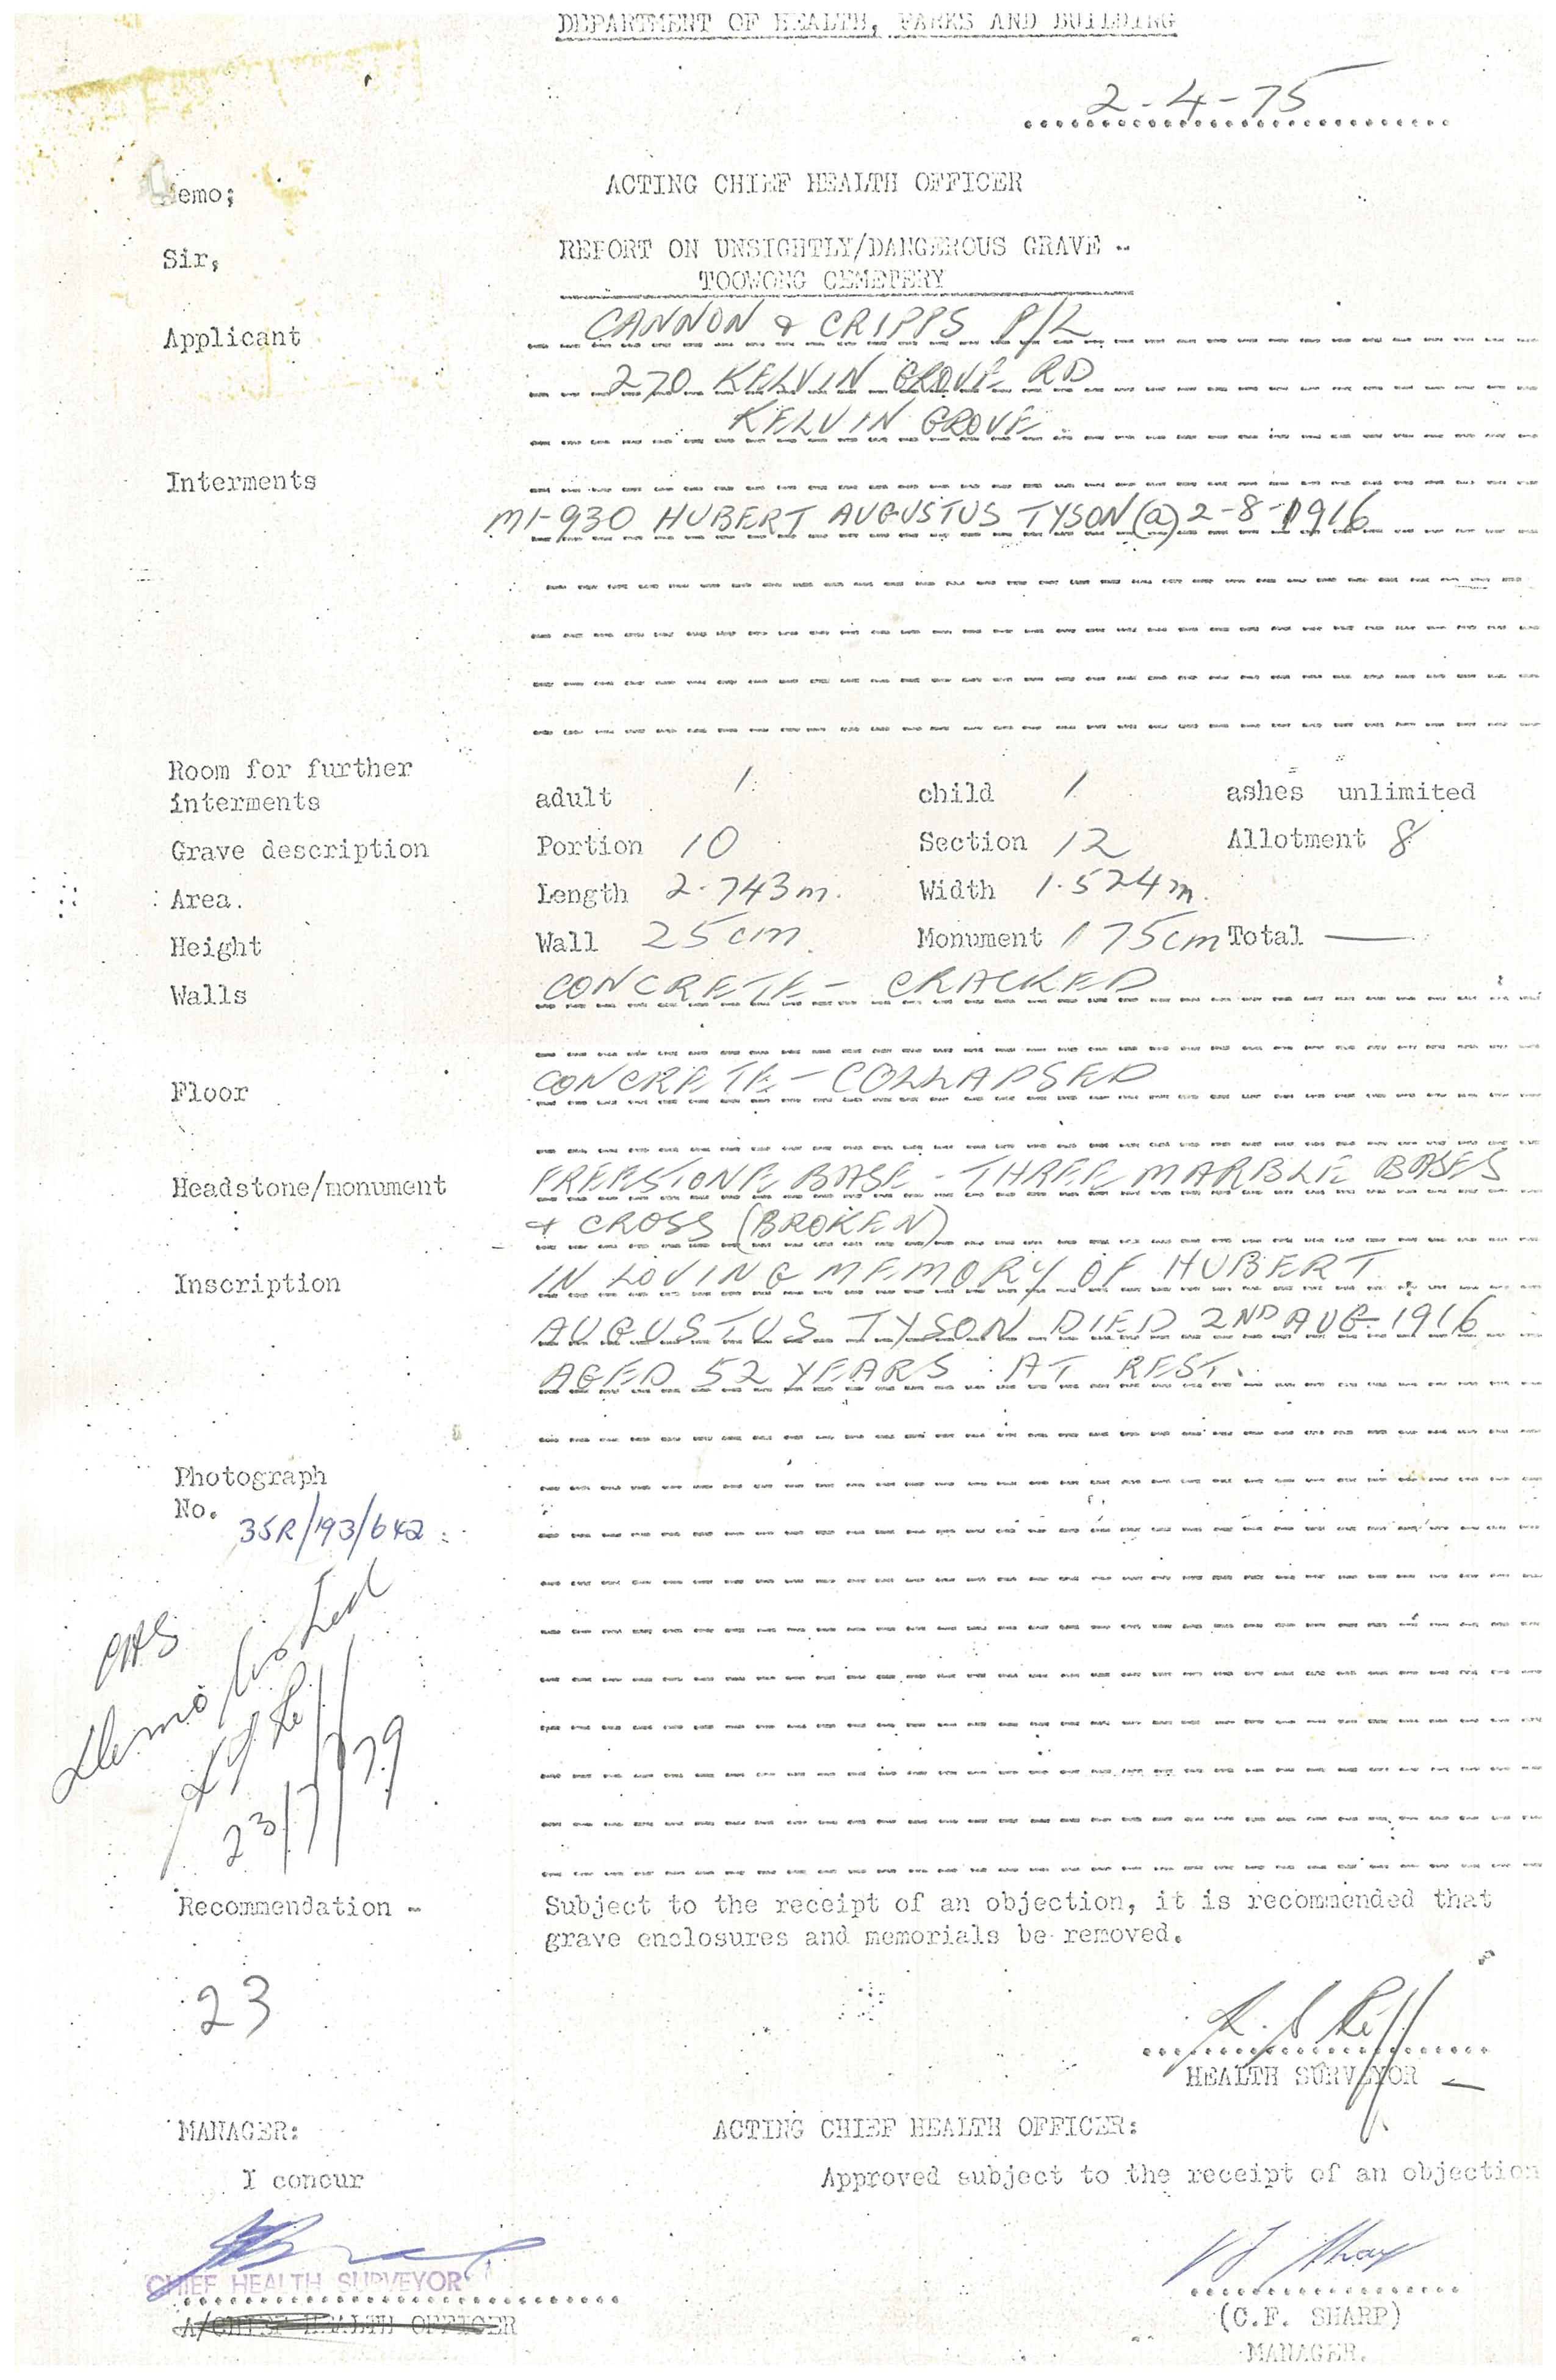 DEPARTMENT OF HEALTH, PARKS AND BUILDING
2-4-75
Memo; ACTING CHIEF HEALTH OFFICER
Sir, REPORT ON UNSIGHTLY/DANGEROUS GRAVE -
TOOWONG CEMETERY
Applicant CANNON & CRIPPS P/L
270 KELVIN GROVE RD
KELVIN GROVE.
Interments
M1-930 HUBERT AUGUSTUS TYSON (a) 2-8-1916
Room for further
interments adult 1 child 1 ashes unlimited
Grave description Portion 10 Section 12 Allotment 8
Area. Length 2.743m. Width 1.524m.
Height Wall 25cm. Monument 175cm Total —
Walls CONCRETE - CRACKED
Floor CONCRETE - COLLAPSED
Headstone/monument FREESTONE BASE - THREE MARBLE BASES
& CROSS (BROKEN)
Inscription IN LOVING MEMORY OF HUBERT
AUGUSTUS TYSON DIED 2ND AUG 1916
AGED 52 YEARS : AT REST.
Photograph
No. 35R/193/642
Demolished
23/7/79
Recommendation - Subject to the receipt of an objection, it is recommended that
grave enclosures and memorials be removed.
23
HEALTH SURVEYOR
MANAGER: ACTING CHIEF HEALTH OFFICER:
I concur Approved subject to the receipt of an objection
CHIEF HEALTH SURVEYOR
A/CHIEF HEALTH OFFICER (C.F. SHARP)
MANAGER.